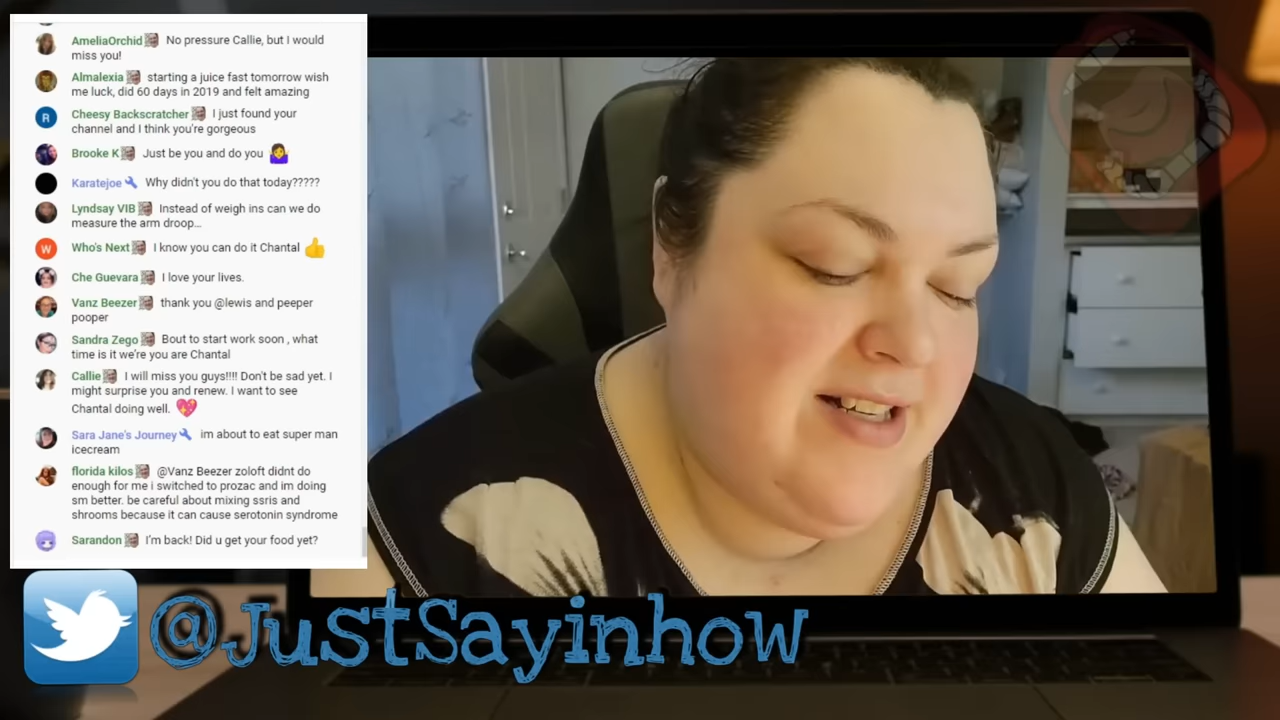 AmeliaOrchid No pressure Callie, but I would
miss you!
Almalexia starting a juice fast tomorrow wish
me luck, did 60 days in 2019 and felt amazing
R
Cheesy Backscratcher I just found your
channel and I think you're gorgeous
Brooke K Just be you and do you
Karatejoe Why didn't you do that today?????
Lyndsay VIB Instead of weigh ins can we do
measure the arm droop...
W
Who's Next I know you can do it Chantal
Che Guevara I love your lives.
Vanz Beezer thank you @lewis and peeper
pooper
Sandra Zego Bout to start work soon , what
time is it we're you are Chantal
Callie I will miss you guys!!!! Don't be sad yet. I
might surprise you and renew. I want to see
Chantal doing well.
Sara Jane's Journey im about to eat super man
icecream
florida kilos @Vanz Beezer zoloft didnt do
enough for me i switched to prozac and im doing
sm better. be careful about mixing ssris and
shrooms because it can cause serotonin syndrome
Sarandon I'm back! Did u get your food yet?
@JustSayinhow